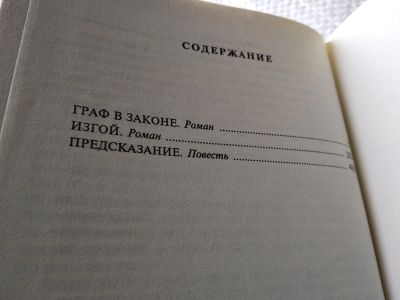 СОДЕРЖАНИЕ
ГРАФ В ЗАКОНЕ. Роман
ИЗГОЙ. Роман
ПРЕДСКАЗАНИЕ. Повесть